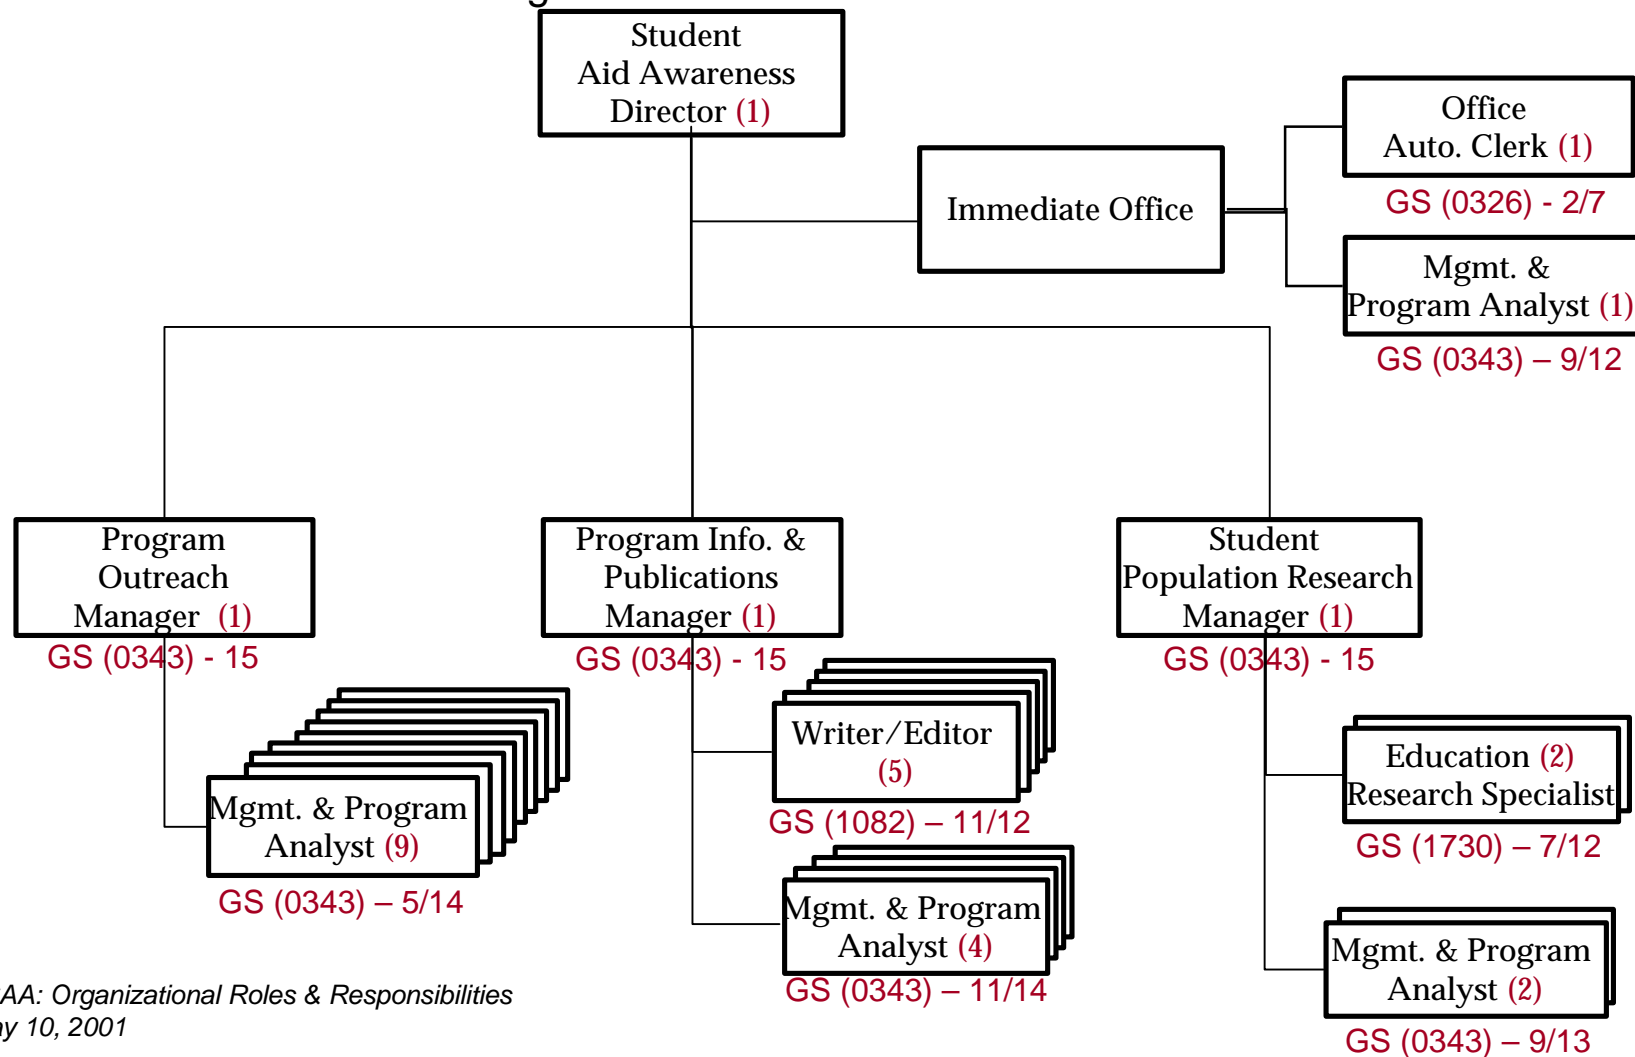 Student
Aid Awareness
Director (1)
Office
Auto. Clerk (1)
GS (0326) - 2/7
Immediate Office
Mgmt. &
Program Analyst (1)
GS (0343) – 9/12
Program
Outreach
Manager (1)
GS (0343) - 15
Program Info. &
Publications
Manager (1)
GS (0343) - 15
Student
Population Research
Manager (1)
GS (0343) - 15
Mgmt. & Program
Analyst (9)
GS (0343) – 5/14
Writer/Editor
(5)
GS (1082) – 11/12
Mgmt. & Program
Analyst (4)
GS (0343) – 11/14
Education (2)
Research Specialist
GS (1730) – 7/12
Mgmt. & Program
Analyst (2)
GS (0343) – 9/13
AA: Organizational Roles & Responsibilities
ay 10, 2001